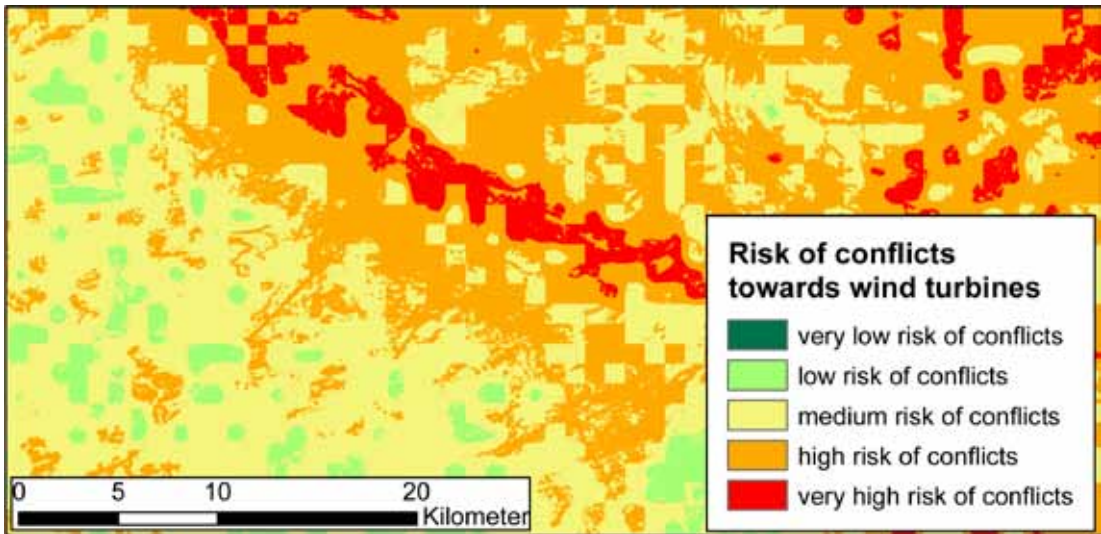 Risk of conflicts
towards wind turbines
very low risk of conflicts
low risk of conflicts
medium risk of conflicts
high risk of conflicts
very high risk of conflicts
0 5 10 20
Kilometer